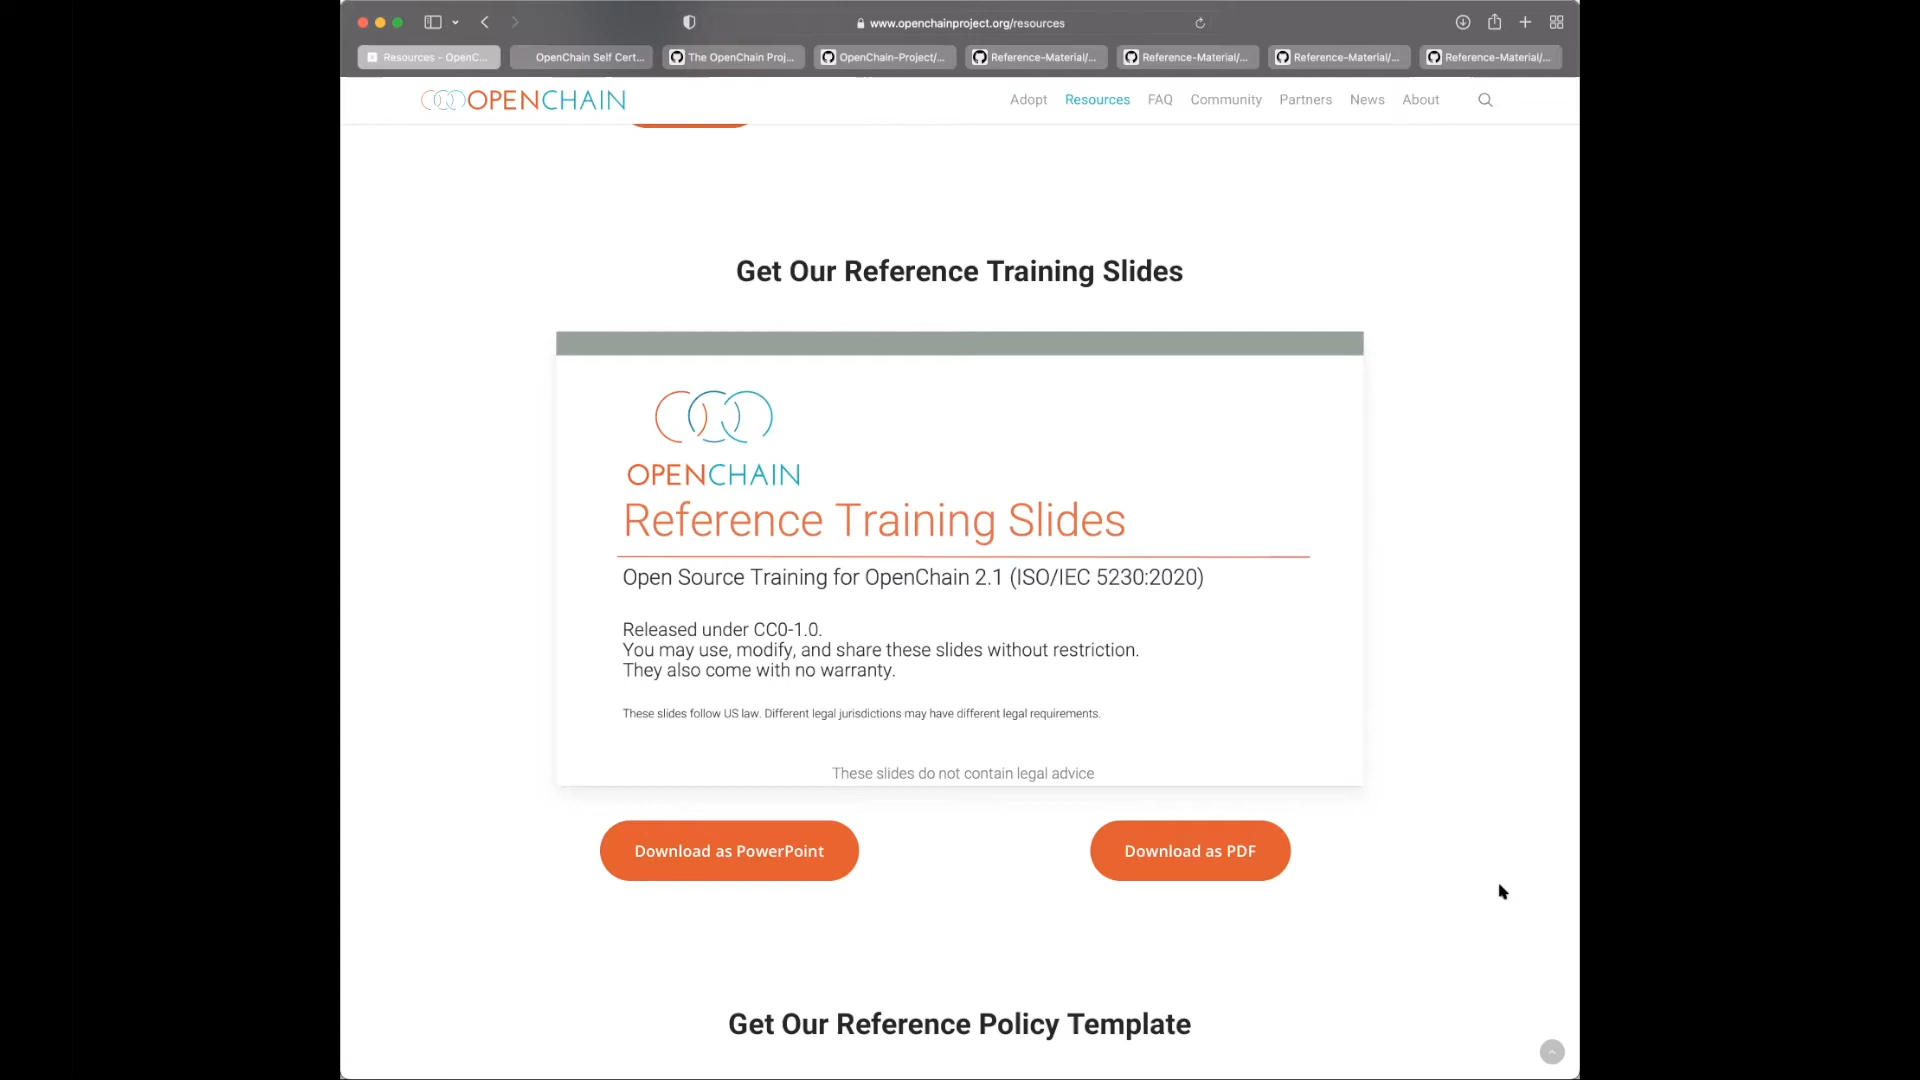 www.openchainproject.org/resources
Resources - OpenC...
OpenChain Self Cert...
The OpenChain Proj...
OpenChain-Project/...
Reference-Material/...
Reference-Material/...
Reference-Material/...
Reference-Material/...
OPENCHAIN
Adopt Resources FAQ Community Partners News About
Get Our Reference Training Slides
OPENCHAIN
Reference Training Slides
Open Source Training for OpenChain 2.1 (ISO/IEC 5230:2020)
Released under CC0-1.0.
You may use, modify, and share these slides without restriction.
They also come with no warranty.
These slides follow US law. Different legal jurisdictions may have different legal requirements.
These slides do not contain legal advice
Download as PowerPoint
Download as PDF
Get Our Reference Policy Template